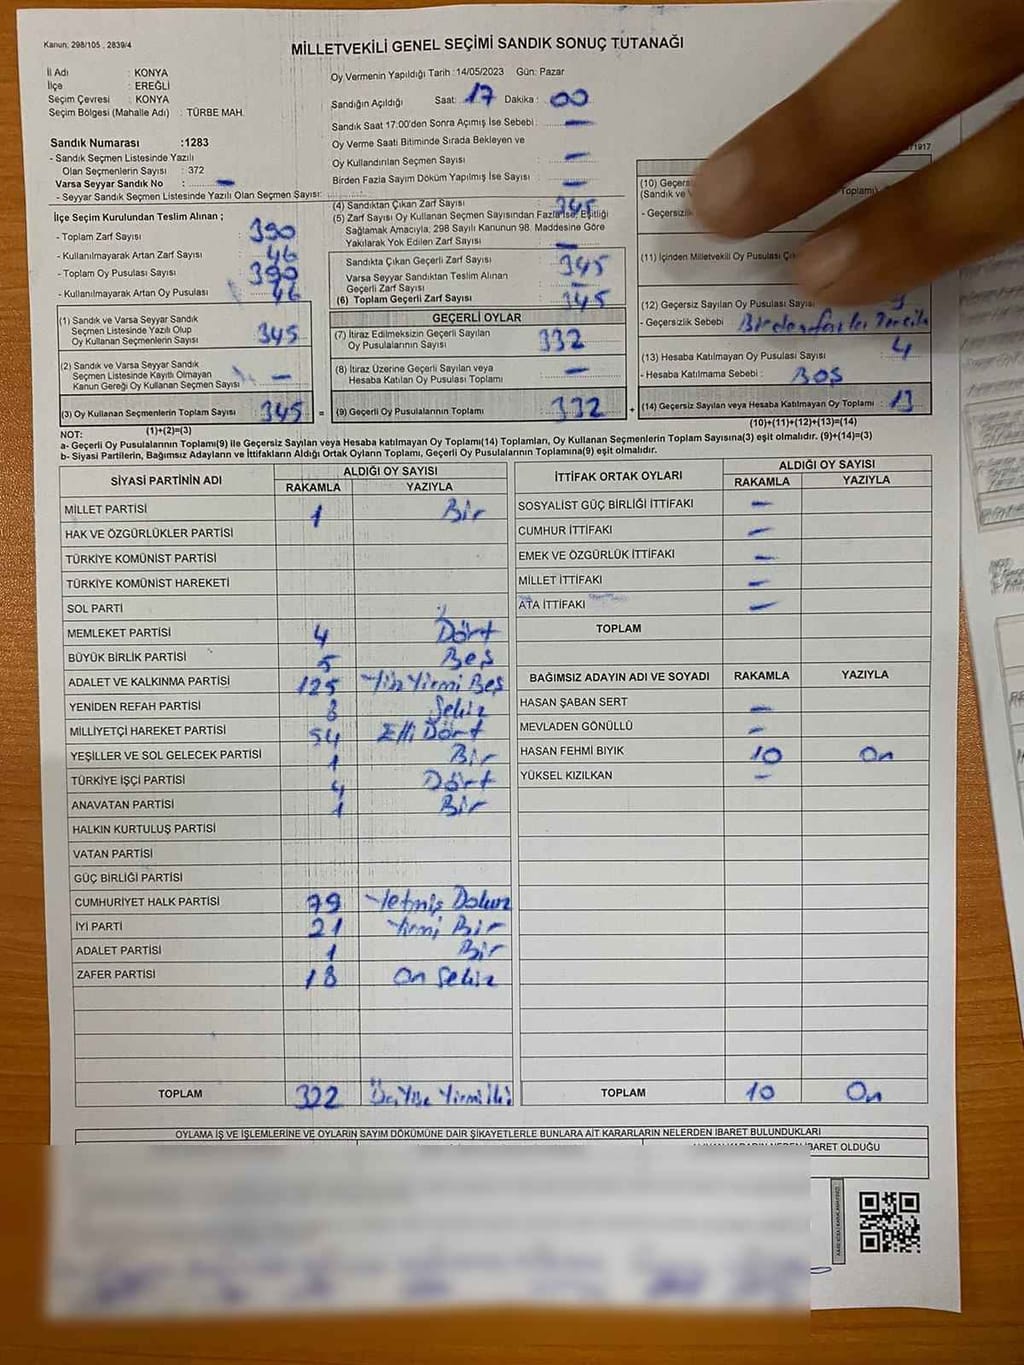 Kanun: 298/105 , 2839/4
MİLLETVEKİLİ GENEL SEÇİMİ SANDIK SONUÇ TUTANAĞI
İl Adı : KONYA
İlçe : EREĞLİ
Seçim Çevresi : KONYA
Seçim Bölgesi (Mahalle Adı) : TÜRBE MAH.
Sandık Numarası :1283
- Sandık Seçmen Listesinde Yazılı
Olan Seçmenlerin Sayısı : 372
Varsa Seyyar Sandık No : –
- Seyyar Sandık Seçmen Listesinde Yazılı Olan Seçmen Sayısı:
İlçe Seçim Kurulundan Teslim Alınan ;
- Toplam Zarf Sayısı : 390
- Kullanılmayarak Artan Zarf Sayısı : 46
- Toplam Oy Pusulası Sayısı : 390
- Kullanılmayarak Artan Oy Pusulası : 46
(1) Sandık ve Varsa Seyyar Sandık
Seçmen Listesinde Yazılı Olup
Oy Kullanan Seçmenlerin Sayısı : 345
(2) Sandık ve Varsa Seyyar Sandık
Seçmen Listesinde Kayıtlı Olmayan
Kanun Gereği Oy Kullanan Seçmen Sayısı : –
(3) Oy Kullanan Seçmenlerin Toplam Sayısı : 345
(1)+(2)=(3)
Oy Vermenin Yapıldığı Tarih :14/05/2023 Gün: Pazar
Sandığın Açıldığı Saat: 17 Dakika : 00
Sandık Saat 17:00'den Sonra Açımış İse Sebebi : –
Oy Verme Saati Bitiminde Sırada Bekleyen ve
Oy Kullandırılan Seçmen Sayısı : –
Birden Fazla Sayım Döküm Yapılmış İse Sayısı : –
(4) Sandıktan Çıkan Zarf Sayısı : 345
(5) Zarf Sayısı Oy Kullanan Seçmen Sayısından Fazla İse, Eşitliği
Sağlamak Amacıyla; 298 Sayılı Kanunun 98. Maddesine Göre
Yakılarak Yok Edilen Zarf Sayısı : –
Sandıkta Çıkan Geçerli Zarf Sayısı : 345
Varsa Seyyar Sandıktan Teslim Alınan
Geçerli Zarf Sayısı : –
(6) Toplam Geçerli Zarf Sayısı : 345
GEÇERLİ OYLAR
(7) İtiraz Edilmeksizin Geçerli Sayılan
Oy Pusulalarının Sayısı : 332
(8) İtiraz Üzerine Geçerli Sayılan veya
Hesaba Katılan Oy Pusulası Toplamı : –
= (9) Geçerli Oy Pusulalarının Toplamı : 332
71917
(10) Geçersiz
(Sandık ve Toplamı)
- Geçersizlik
(11) İçinden Milletvekili Oy Pusulası
(12) Geçersiz Sayılan Oy Pusulası Sayısı 9
- Geçersizlik Sebebi : Birden fazla Tercih
(13) Hesaba Katılmayan Oy Pusulası Sayısı : 4
- Hesaba Katılmama Sebebi : BOŞ
+ (14) Geçersiz Sayılan veya Hesaba Katılmayan Oy Toplamı : 13
(10)+(11)+(12)+(13)=(14)
NOT:
a- Geçerli Oy Pusulalarının Toplamı(9) ile Geçersiz Sayılan veya Hesaba Katılmayan Oy Toplamı(14) Toplamları, Oy Kullanan Seçmenlerin Toplam Sayısına(3) eşit olmalıdır. (9)+(14)=(3)
b- Siyasi Partilerin, Bağımsız Adayların ve İttifakların Aldığı Ortak Oyların Toplamı, Geçerli Oy Pusulalarının Toplamına(9) eşit olmalıdır.
SİYASİ PARTİNİN ADI ALDIĞI OY SAYISI
RAKAMLA YAZIYLA
MİLLET PARTİSİ 1 Bir
HAK VE ÖZGÜRLÜKLER PARTİSİ
TÜRKİYE KOMÜNİST PARTİSİ
TÜRKİYE KOMÜNİST HAREKETİ
SOL PARTİ
MEMLEKET PARTİSİ 4 Dört
BÜYÜK BİRLİK PARTİSİ 5 Beş
ADALET VE KALKINMA PARTİSİ 125 Yüz Yirmi Beş
YENİDEN REFAH PARTİSİ 8 Sekiz
MİLLİYETÇİ HAREKET PARTİSİ 54 Elli Dört
YEŞİLLER VE SOL GELECEK PARTİSİ 1 Bir
TÜRKİYE İŞÇİ PARTİSİ 4 Dört
ANAVATAN PARTİSİ 1 Bir
HALKIN KURTULUŞ PARTİSİ
VATAN PARTİSİ
GÜÇ BİRLİĞİ PARTİSİ
CUMHURİYET HALK PARTİSİ 79 Yetmiş Dokuz
İYİ PARTİ 21 Yirmi Bir
ADALET PARTİSİ 1 Bir
ZAFER PARTİSİ 18 On Sekiz
TOPLAM 322 Üç Yüz Yirmi İki
İTTİFAK ORTAK OYLARI ALDIĞI OY SAYISI
RAKAMLA YAZIYLA
SOSYALİST GÜÇ BİRLİĞİ İTTİFAKI –
CUMHUR İTTİFAKI –
EMEK VE ÖZGÜRLÜK İTTİFAKI –
MİLLET İTTİFAKI –
ATA İTTİFAKI –
TOPLAM
BAĞIMSIZ ADAYIN ADI VE SOYADI RAKAMLA YAZIYLA
HASAN ŞABAN SERT –
MEVLADEN GÖNÜLLÜ –
HASAN FEHMI BIYIK 10 On
YÜKSEL KIZILKAN –
TOPLAM 10 On
OYLAMA İŞ VE İŞLEMLERİNE VE OYLARIN SAYIM DÖKÜMÜNE DAİR ŞİKAYETLERLE BUNLARA AİT KARARLARIN NELERDEN İBARET BULUNDUKLARI
İBARET OLDUĞU